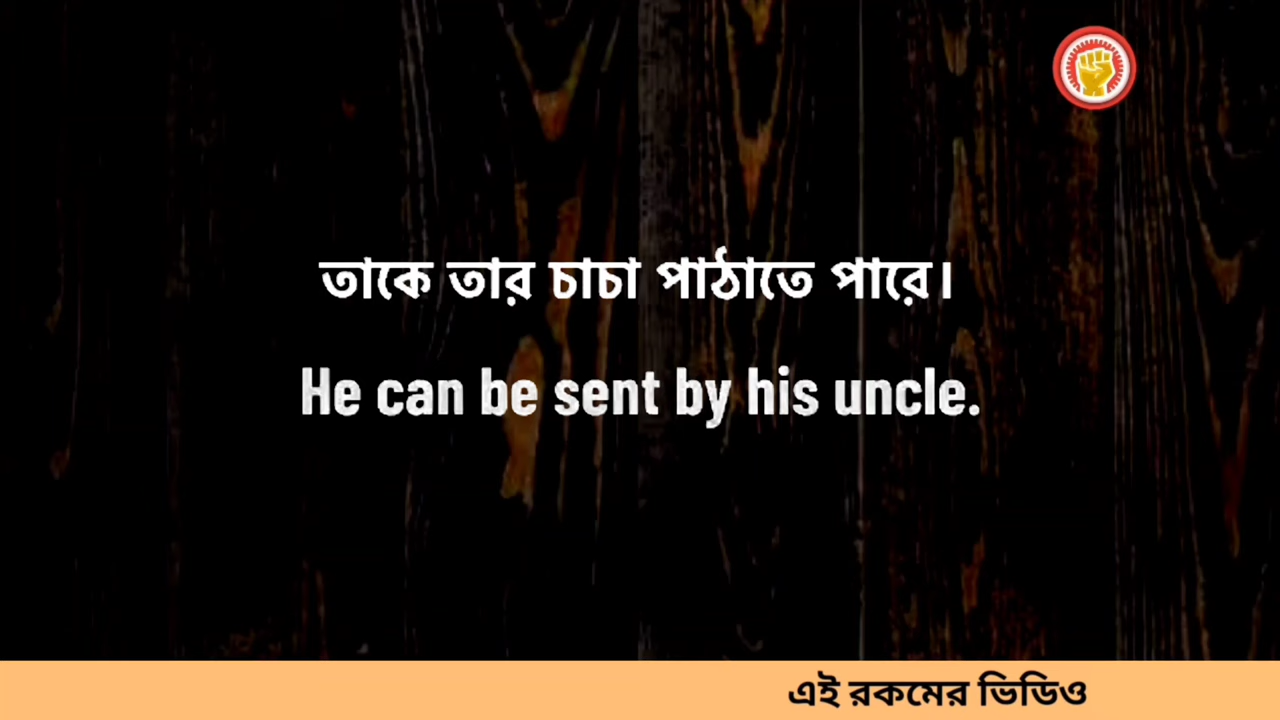 তাকে তার চাচা পাঠাতে পারে।
He can be sent by his uncle.
এই রকমের ভিডিও